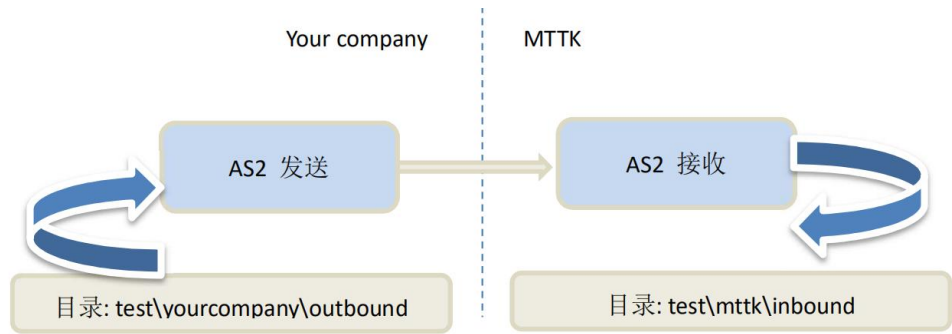 Your company
MTTK
AS2 发送
AS2 接收
目录: test\yourcompany\outbound
目录: test\mttk\inbound